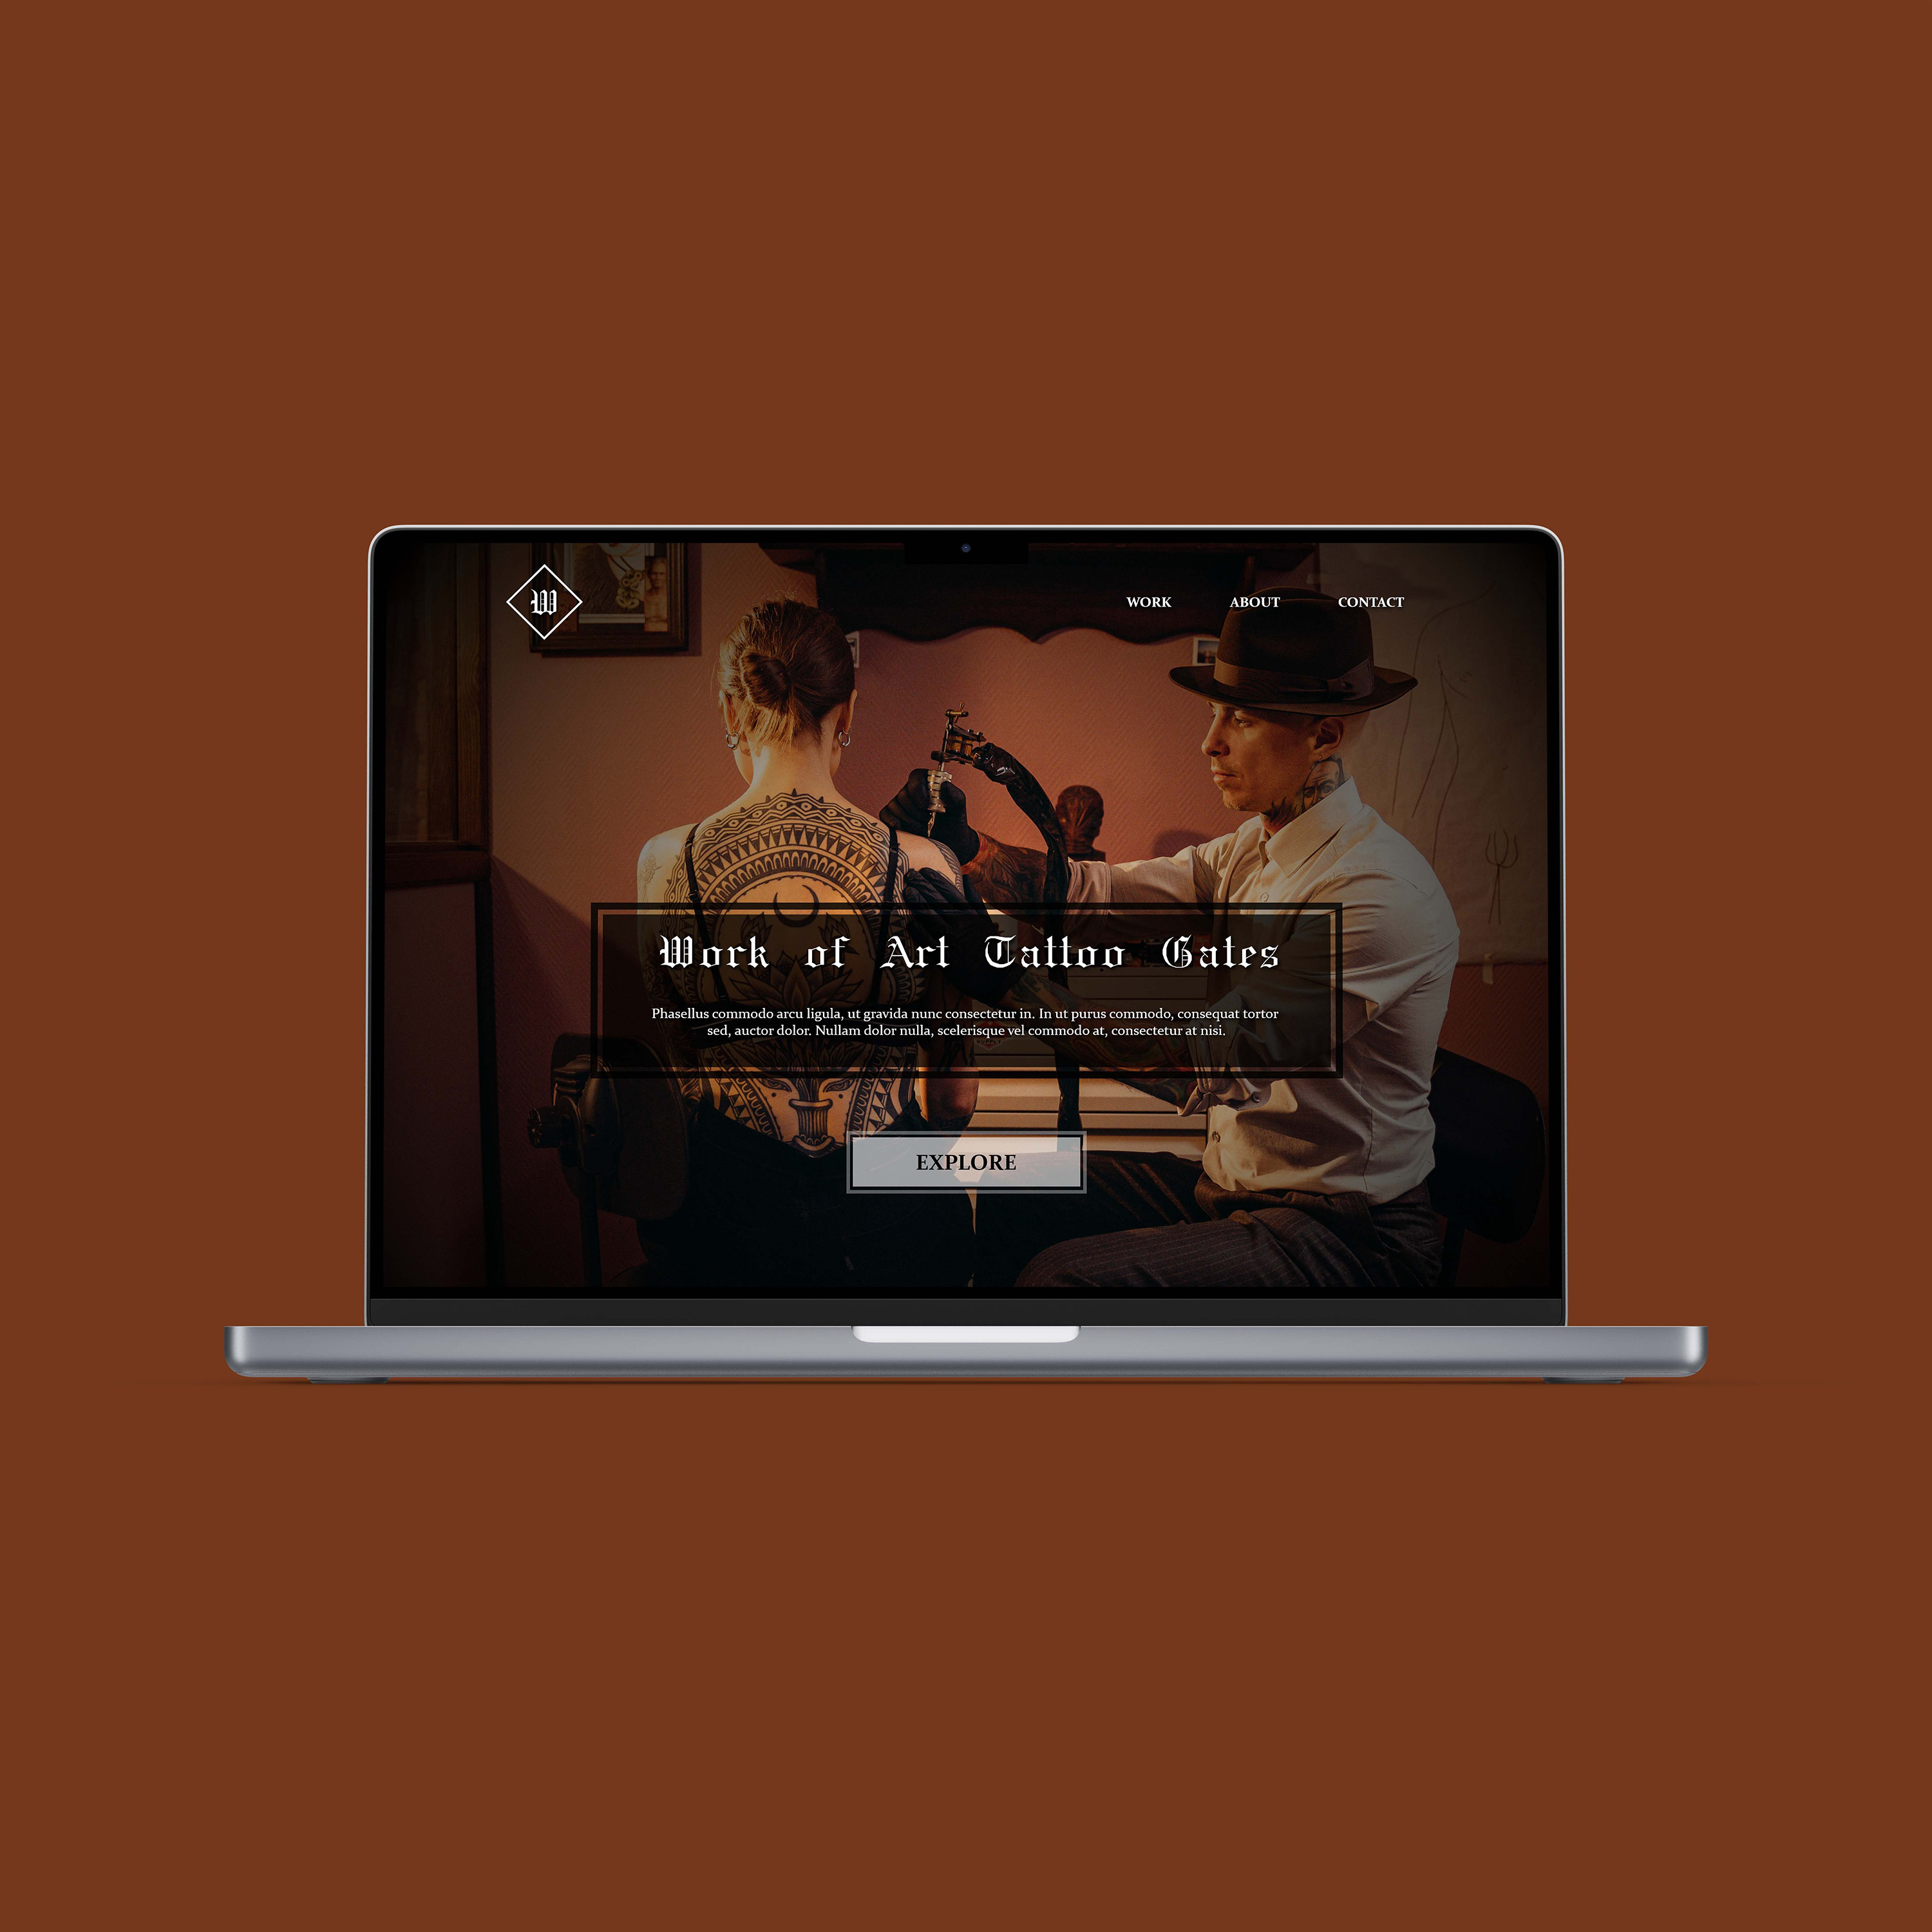 W
WORK ABOUT CONTACT
Work of Art Tattoo Gates
Phasellus commodo arcu ligula, ut gravida nunc consectetur in. In ut purus commodo, consequat tortor
sed, auctor dolor. Nullam dolor nulla, scelerisque vel commodo at, consectetur at nisi.
EXPLORE